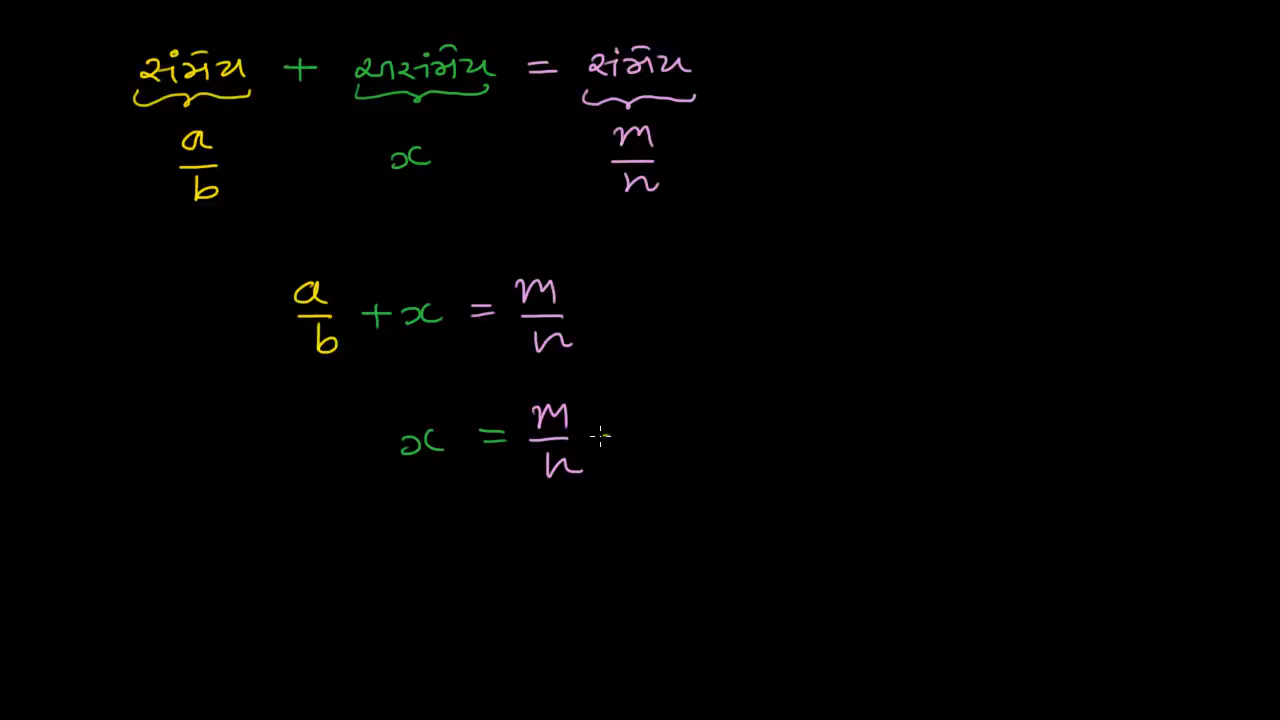 સંમેય + અસંમેય = સંમેય
a/b x m/n
a/b + x = m/n
x = m/n